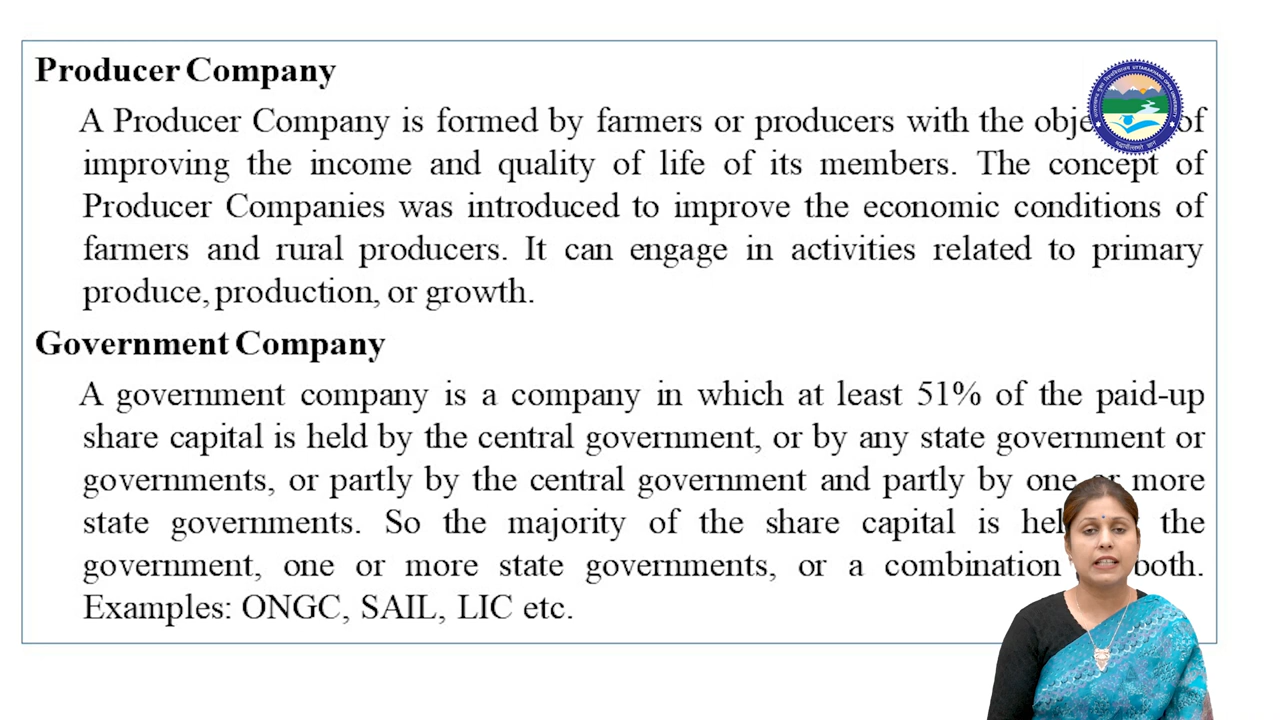 Producer Company
A Producer Company is formed by farmers or producers with the of
improving the income and quality of life of its members. The concept of
Producer Companies was introduced to improve the economic conditions of
farmers and rural producers. It can engage in activities related to primary
produce, production, or growth.
Government Company
A government company is a company in which at least 51% of the paid-up
share capital is held by the central government, or by any state government or
governments, or partly by the central government and partly by one or more
state governments. So the majority of the share capital is the
government, one or more state governments, or a combination both.
Examples: ONGC, SAIL, LIC etc.